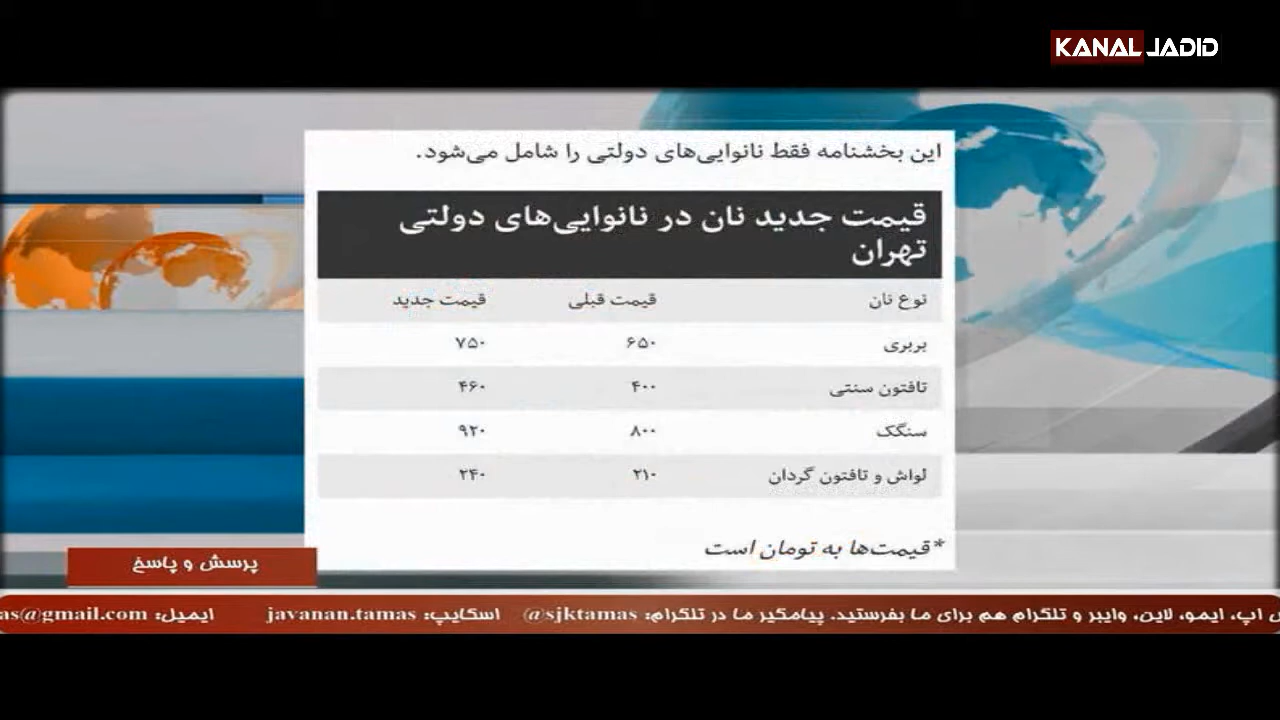 KANAL JADID
این بخشنامه فقط نانوایی‌های دولتی را شامل می‌شود.
قیمت جدید نان در نانوایی‌های دولتی
تهران
نوع نان قیمت قبلی قیمت جدید
بربری ۶۵۰ ۷۵۰
تافتون سنتی ۴۰۰ ۴۶۰
سنگک ۸۰۰ ۹۲۰
لواش و تافتون گردان ۲۱۰ ۲۴۰
*قیمت‌ها به تومان است
پرسش و پاسخ
اپ، ایمو، لاین، وایبر و تلگرام هم برای ما بفرستید. پیامگیر ما در تلگرام: @sjktamas اسکایپ: javanan.tamas ایمیل: as@gmail.com